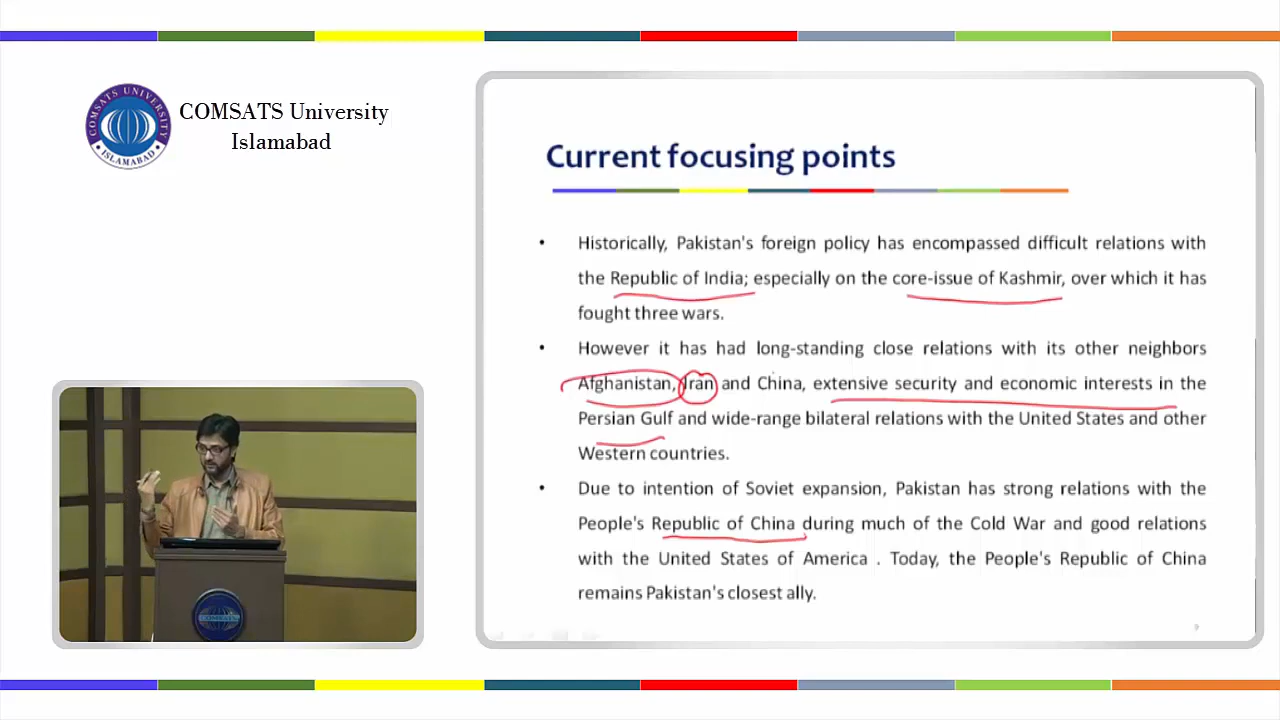 COMSATS University
Islamabad
COMSATS UNIVERSITY
ISLAMABAD
Current focusing points
• Historically, Pakistan's foreign policy has encompassed difficult relations with
the Republic of India; especially on the core-issue of Kashmir, over which it has
fought three wars.
• However it has had long-standing close relations with its other neighbors
Afghanistan, Iran and China, extensive security and economic interests in the
Persian Gulf and wide-range bilateral relations with the United States and other
Western countries.
• Due to intention of Soviet expansion, Pakistan has strong relations with the
People's Republic of China during much of the Cold War and good relations
with the United States of America . Today, the People's Republic of China
remains Pakistan's closest ally.
9